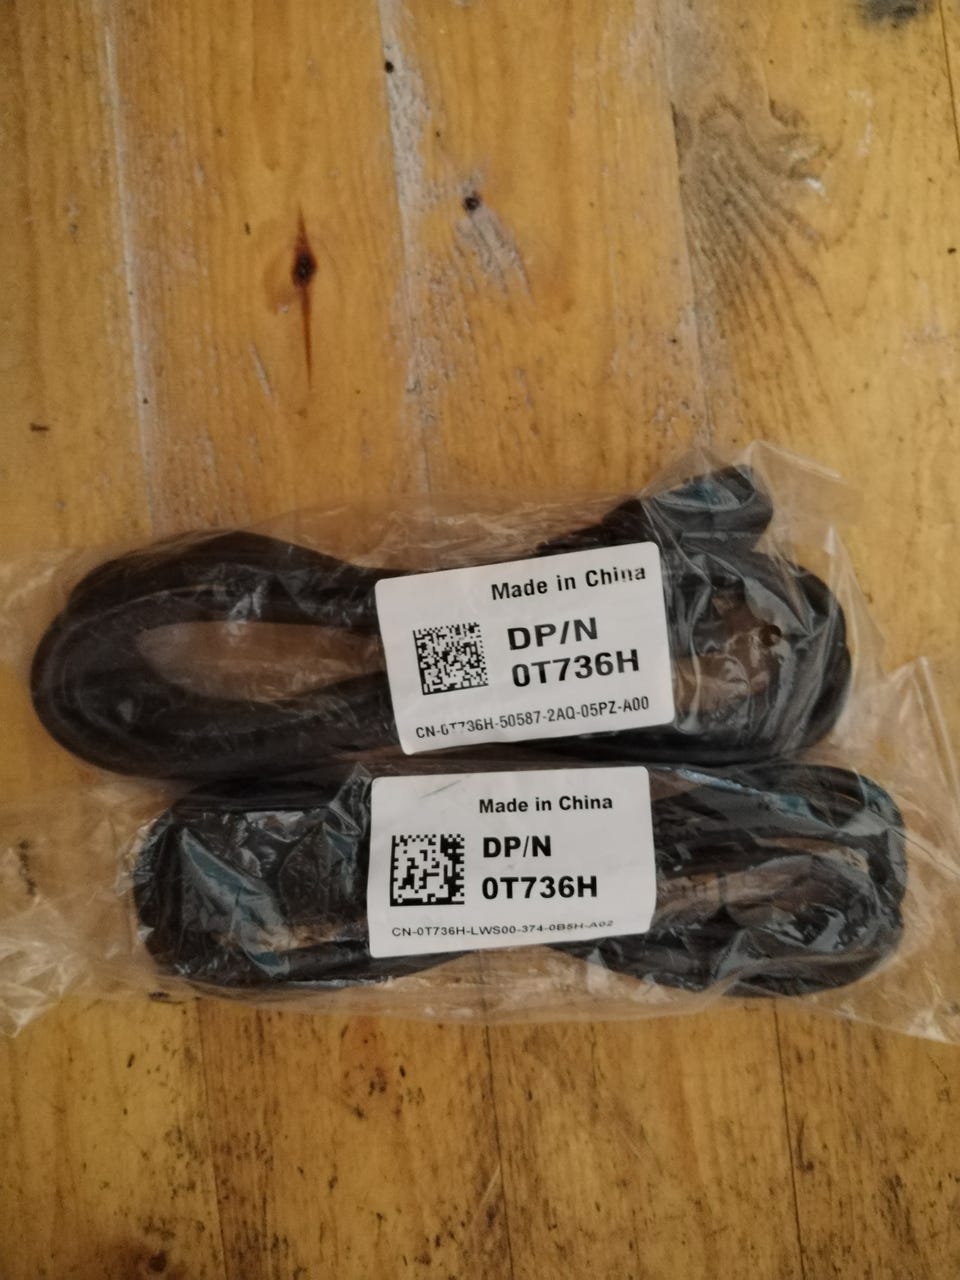 Made in China
DP/N
0T736H
CN-0T736H-50587-2AQ-05PZ-A00
Made in China
DP/N
0T736H
CN-0T736H-LWS00-374-0B5H-A02